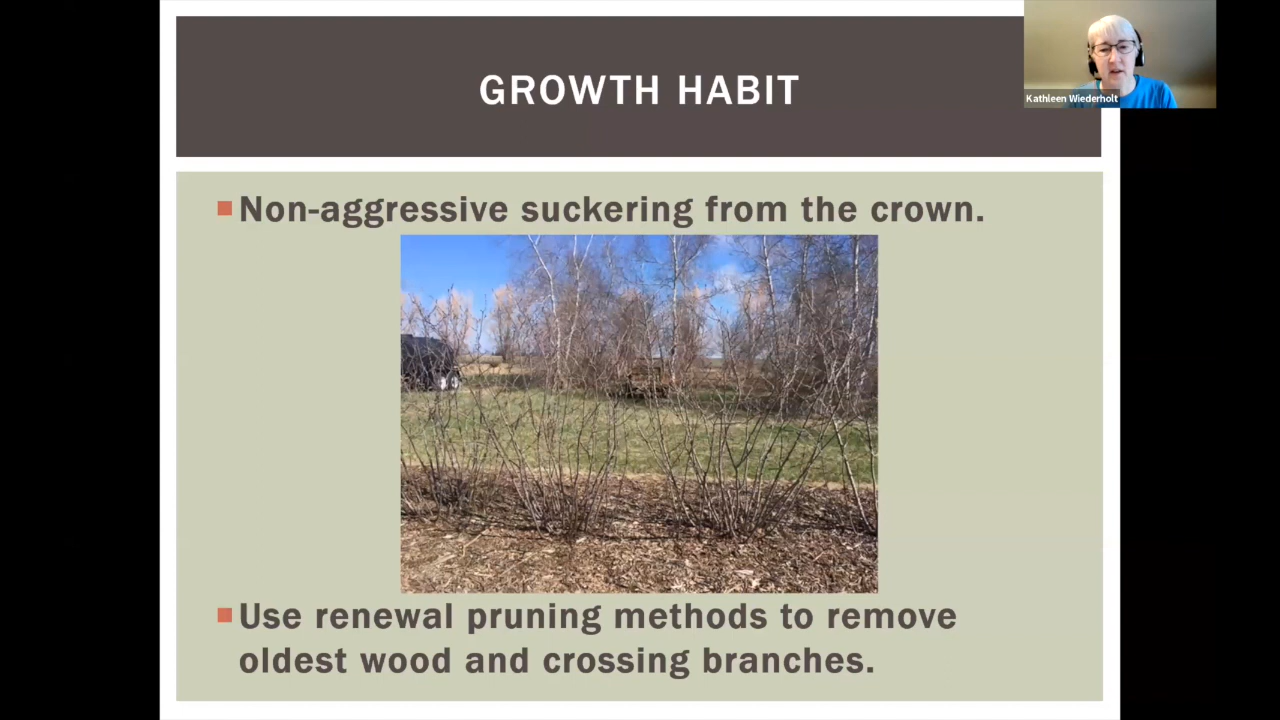 GROWTH HABIT
Kathleen Wiederholt
Non-aggressive suckering from the crown.
Use renewal pruning methods to remove
oldest wood and crossing branches.